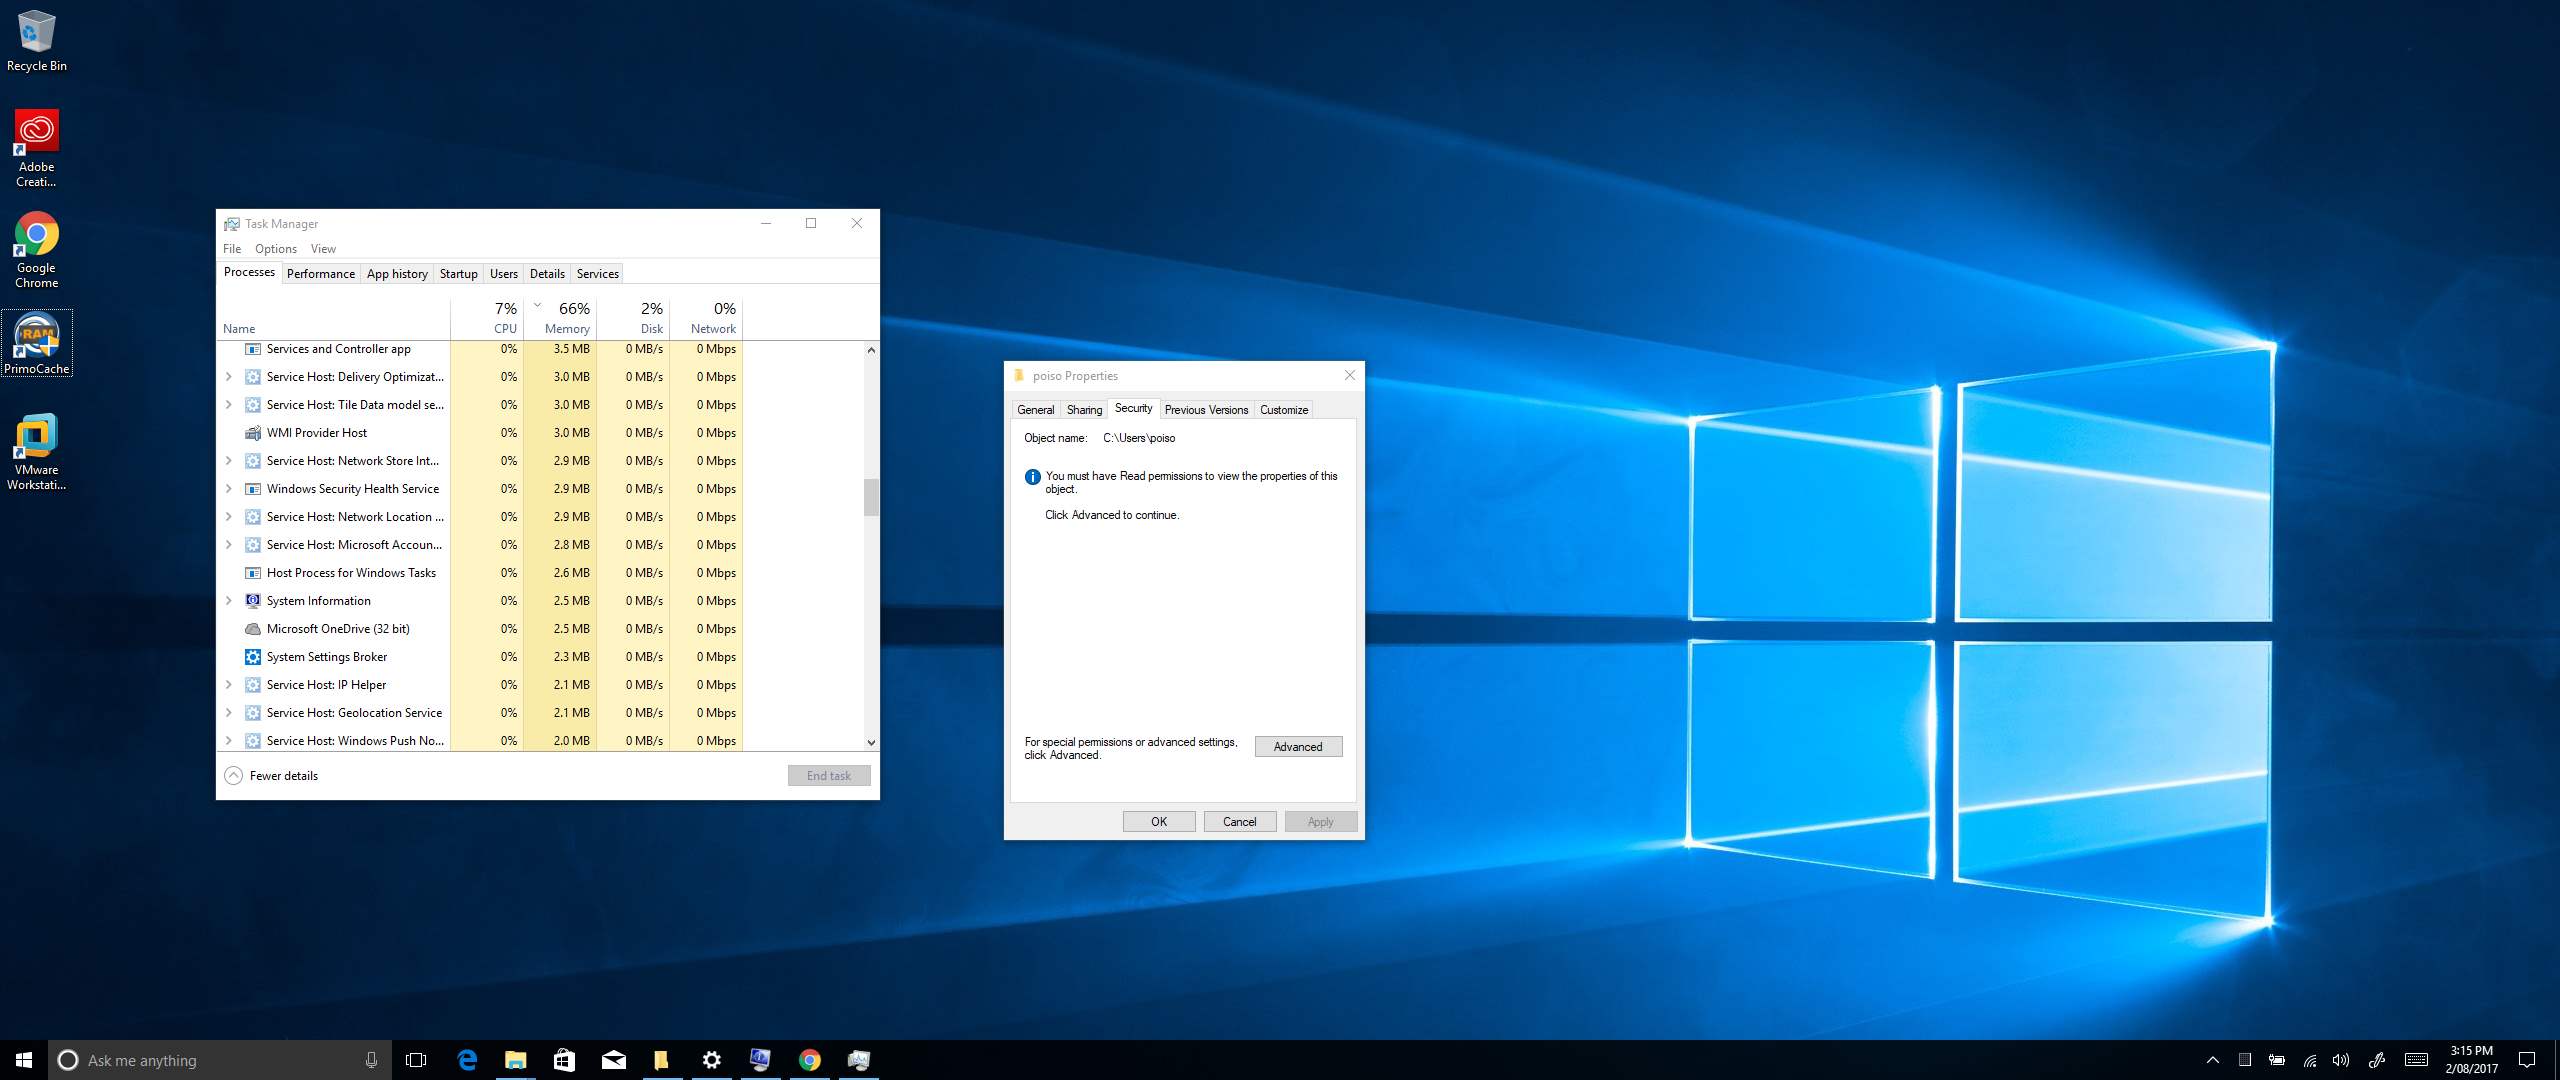 Recycle Bin
Adobe
Creati...
Google
Chrome
PrimoCache
VMware
Workstati...
Task Manager
File Options View
Processes Performance App history Startup Users Details Services
7% 66% 2% 0%
Name CPU Memory Disk Network
Services and Controller app 0% 3.5 MB 0 MB/s 0 Mbps
Service Host: Delivery Optimizat... 0% 3.0 MB 0 MB/s 0 Mbps
Service Host: Tile Data model se... 0% 3.0 MB 0 MB/s 0 Mbps
WMI Provider Host 0% 3.0 MB 0 MB/s 0 Mbps
Service Host: Network Store Int... 0% 2.9 MB 0 MB/s 0 Mbps
Windows Security Health Service 0% 2.9 MB 0 MB/s 0 Mbps
Service Host: Network Location ... 0% 2.9 MB 0 MB/s 0 Mbps
Service Host: Microsoft Accoun... 0% 2.8 MB 0 MB/s 0 Mbps
Host Process for Windows Tasks 0% 2.6 MB 0 MB/s 0 Mbps
System Information 0% 2.5 MB 0 MB/s 0 Mbps
Microsoft OneDrive (32 bit) 0% 2.5 MB 0 MB/s 0 Mbps
System Settings Broker 0% 2.3 MB 0 MB/s 0 Mbps
Service Host: IP Helper 0% 2.1 MB 0 MB/s 0 Mbps
Service Host: Geolocation Service 0% 2.1 MB 0 MB/s 0 Mbps
Service Host: Windows Push No... 0% 2.0 MB 0 MB/s 0 Mbps
Fewer details End task
poiso Properties
General Sharing Security Previous Versions Customize
Object name: C:\Users\poiso
You must have Read permissions to view the properties of this
object.
Click Advanced to continue.
For special permissions or advanced settings,
click Advanced.
Advanced
OK Cancel Apply
Ask me anything
3:15 PM
2/08/2017